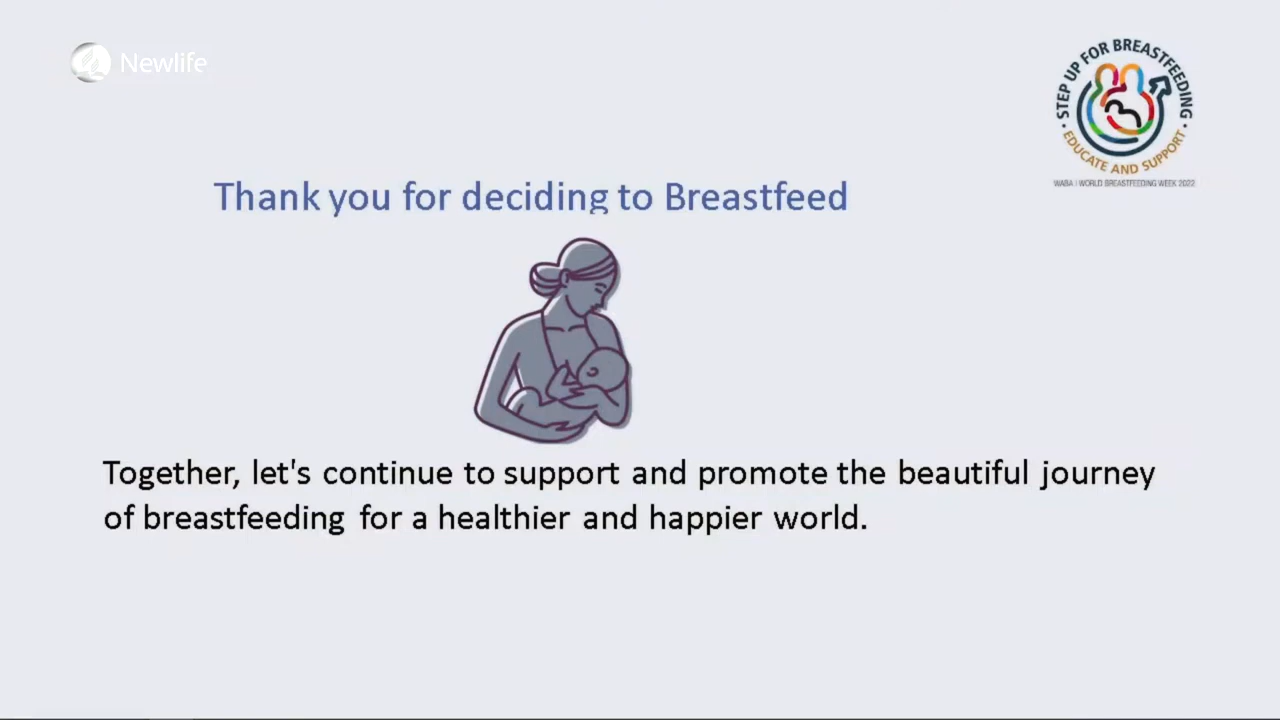 Newlife
STEP UP FOR BREASTFEEDING
EDUCATE AND SUPPORT
WABA | WORLD BREASTFEEDING WEEK 2022
Thank you for deciding to Breastfeed
Together, let's continue to support and promote the beautiful journey
of breastfeeding for a healthier and happier world.